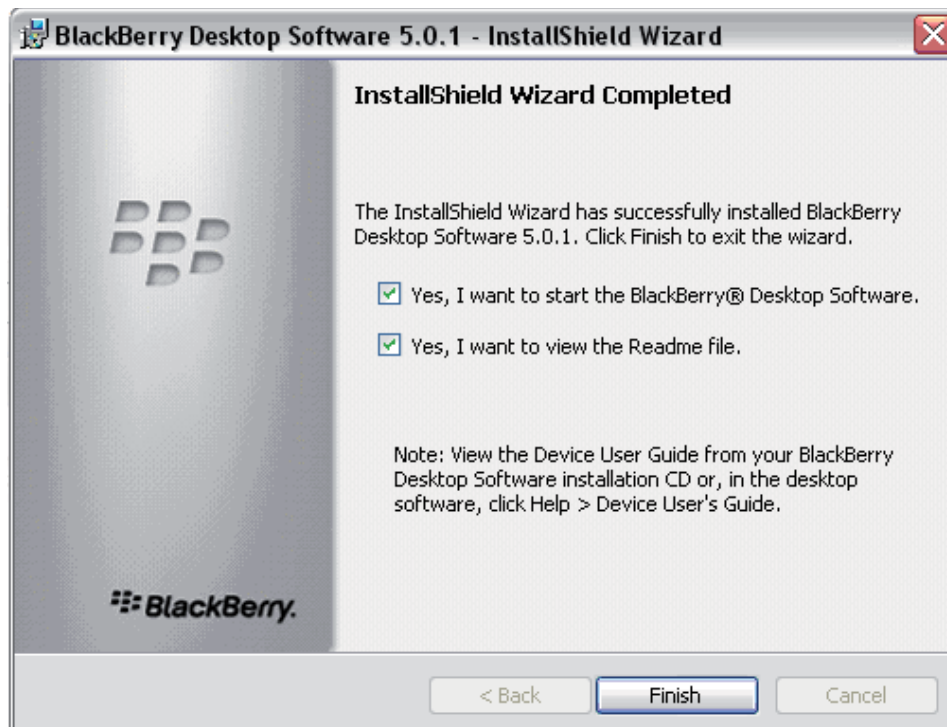 BlackBerry Desktop Software 5.0.1 - InstallShield Wizard
InstallShield Wizard Completed
The InstallShield Wizard has successfully installed BlackBerry
Desktop Software 5.0.1. Click Finish to exit the wizard.
Yes, I want to start the BlackBerry® Desktop Software.
Yes, I want to view the Readme file.
Note: View the Device User Guide from your BlackBerry
Desktop Software installation CD or, in the desktop
software, click Help > Device User's Guide.
BlackBerry.
< Back
Finish
Cancel